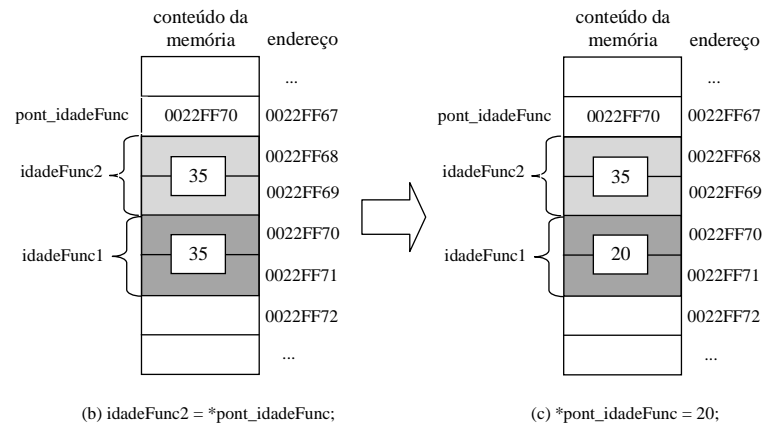 conteúdo da
memória
endereço
...
pont_idadeFunc
0022FF70
0022FF67
idadeFunc2
35
0022FF68
0022FF69
idadeFunc1
35
0022FF70
0022FF71
0022FF72
...
(b) idadeFunc2 = *pont_idadeFunc;
conteúdo da
memória
endereço
...
pont_idadeFunc
0022FF70
0022FF67
idadeFunc2
35
0022FF68
0022FF69
idadeFunc1
20
0022FF70
0022FF71
0022FF72
...
(c) *pont_idadeFunc = 20;